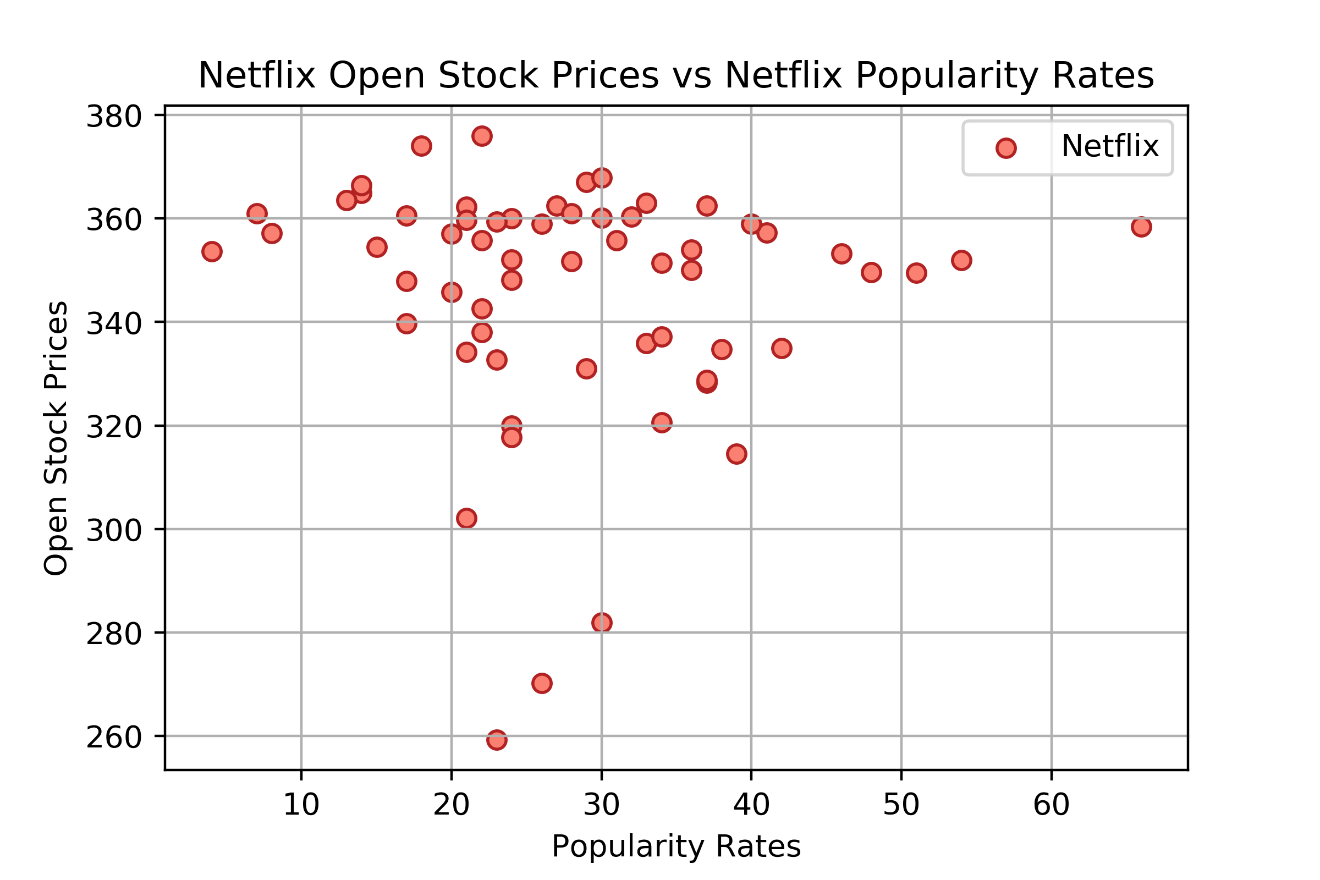 Netflix Open Stock Prices vs Netflix Popularity Rates
Netflix
380
360
340
320
300
280
260
Open Stock Prices
10 20 30 40 50 60
Popularity Rates